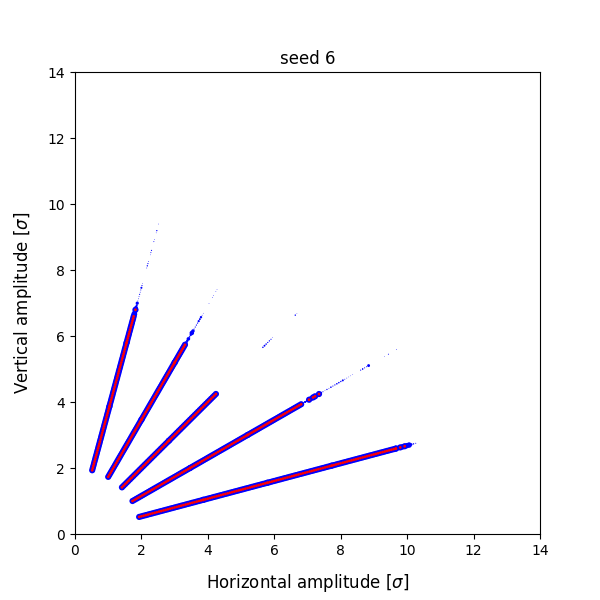 seed 6
14
12
10
8
6
4
2
0
Vertical amplitude [σ]
0 2 4 6 8 10 12 14
Horizontal amplitude [σ]